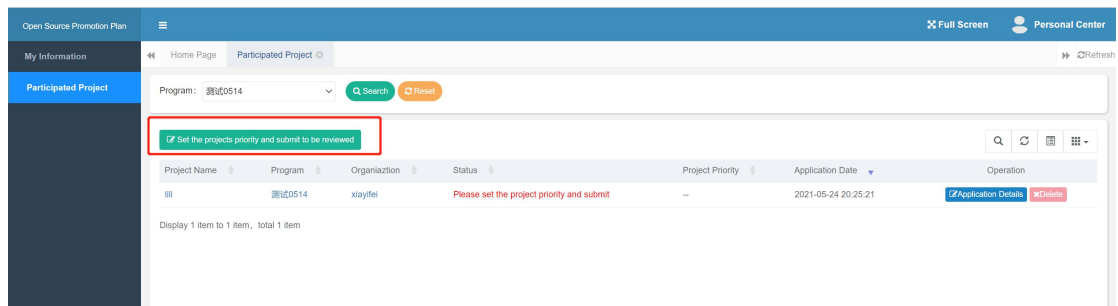 Open Source Promotion Plan
Full Screen
Personal Center
My Information
Home Page
Participated Project
Refresh
Participated Project
Program: 测试0514
Search
Reset
Set the projects priority and submit to be reviewed
Project Name Program Organiaztion Status Project Priority Application Date Operation
lili 测试0514 xiayifei Please set the project priority and submit -- 2021-05-24 20:25:21 Application Details Delete
Display 1 item to 1 item, total 1 item